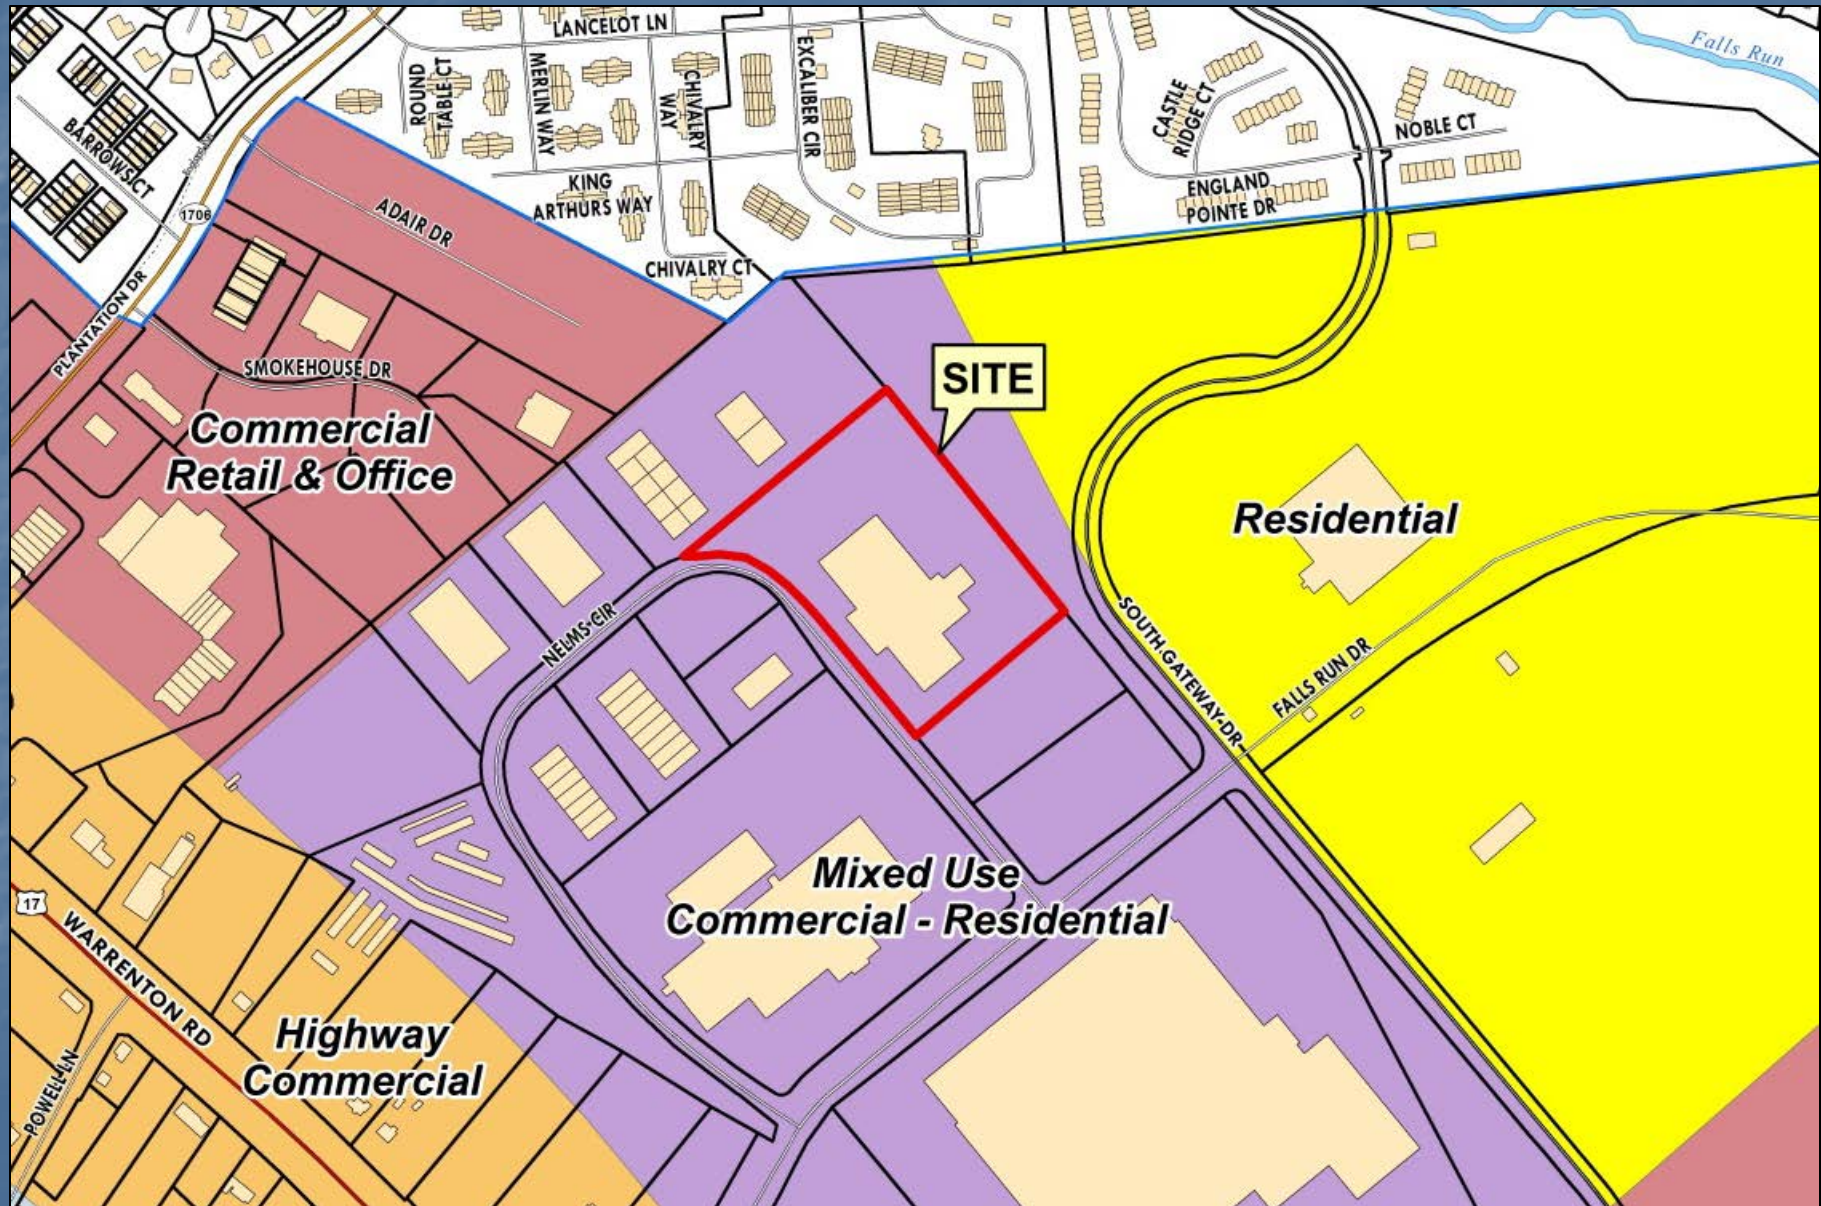 LANCELOT LN
Falls Run
ROUND
TABLE CT
MERLIN WAY
CHIVALRY
WAY
EXCALIBER CIR
CASTLE
RIDGE CT
NOBLE CT
BARROWS CT
KING
ARTHURS WAY
ENGLAND
POINTE DR
1706
ADAIR DR
CHIVALRY CT
PLANTATION DR
SMOKEHOUSE DR
SITE
Commercial
Retail & Office
Residential
NELMS CIR
SOUTH GATEWAY DR
FALLS RUN DR
Mixed Use
Commercial - Residential
17
WARRENTON RD
Highway
Commercial
POWELL LN